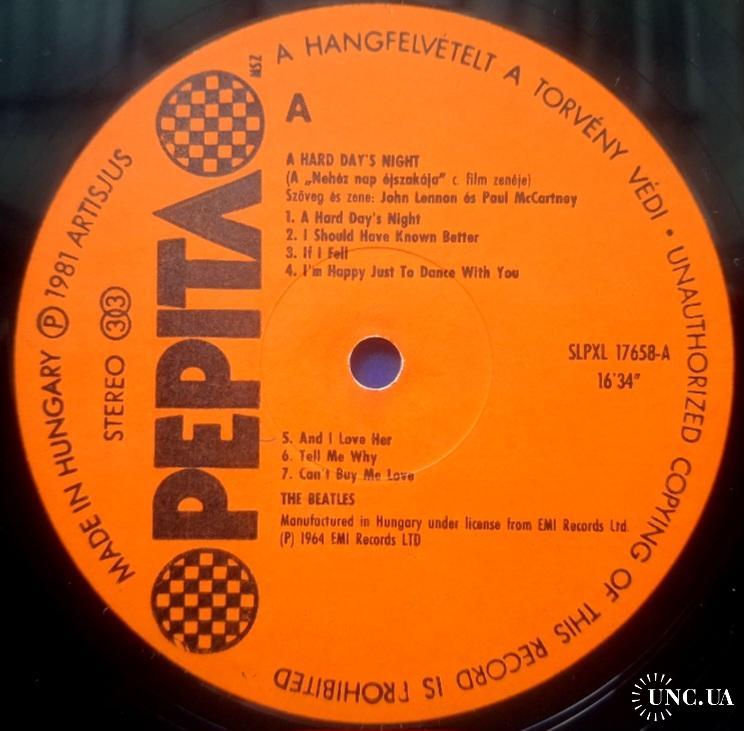 A HANGFELVÉTELT A TORVÉNY VÉDI • UNAUTHORIZED COPYING OF THIS RECORD IS PROHIBITED
MADE IN HUNGARY Ⓟ 1981 ARTISJUS
STEREO 33
PEPITA
MSZ
A
A HARD DAY'S NIGHT
(A „Nehéz nap éjszakája" c. film zenéje)
Szöveg és zene: John Lennon és Paul McCartney
1. A Hard Day's Night
2. I Should Have Known Better
3. If I Fell
4. I'm Happy Just To Dance With You
SLPXL 17658-A
16'34"
5. And I Love Her
6. Tell Me Why
7. Can't Buy Me Love
THE BEATLES
Manufactured in Hungary under license from EMI Records Ltd.
(P) 1964 EMI Records LTD
UNC.UA